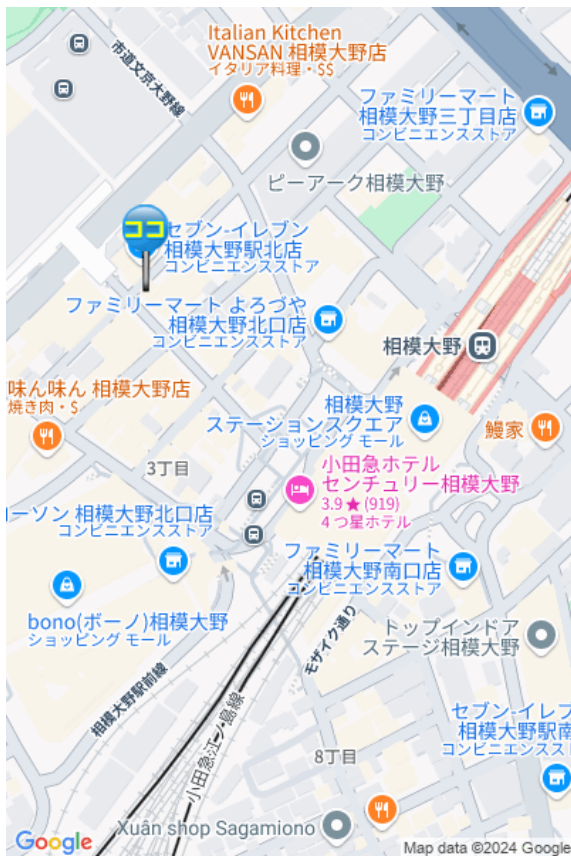 Italian Kitchen
VANSAN 相模大野店
イタリア料理・$$
市道文京大野線
ファミリーマート
相模大野三丁目店
コンビニエンスストア
ピーアーク相模大野
ココ
セブン-イレブン
相模大野駅北店
コンビニエンスストア
ファミリーマート よろづや
相模大野北口店
コンビニエンスストア
相模大野
味ん味ん 相模大野店
焼き肉・$
相模大野
ステーションスクエア
ショッピング モール
鰻家
3丁目
小田急ホテル
センチュリー相模大野
3.9★(919)
4 つ星ホテル
ローソン 相模大野北口店
コンビニエンスストア
ファミリーマート
相模大野南口店
コンビニエンスストア
bono(ボーノ)相模大野
ショッピング モール
モザイク通り
トップインドア
ステージ相模大野
相模大野駅前線
小田急江ノ島線
セブン-イレブ
相模大野駅南
コンビニエンススト
8丁目
Xuân shop Sagamiono
Google
Map data ©2024 Google